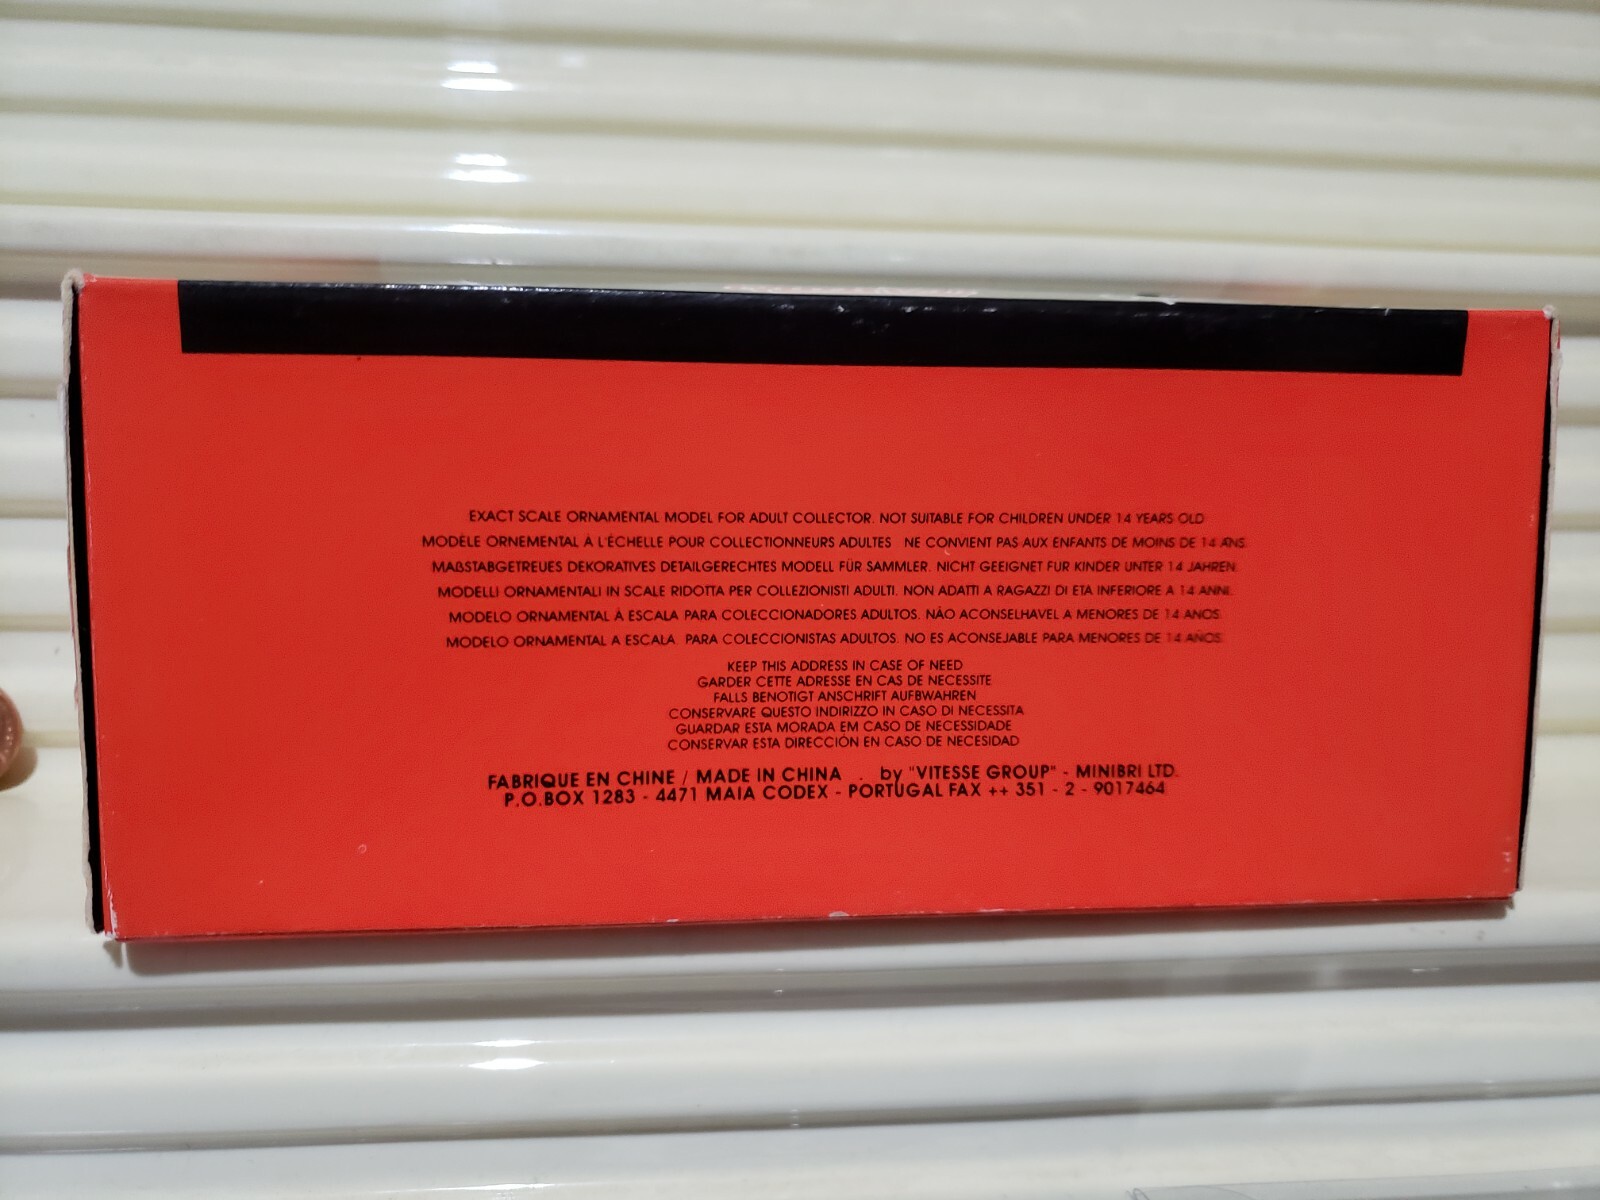 EXACT SCALE ORNAMENTAL MODEL FOR ADULT COLLECTOR. NOT SUITABLE FOR CHILDREN UNDER 14 YEARS OLD
MODÈLE ORNEMENTAL À L'ÉCHELLE POUR COLLECTIONNEURS ADULTES NE CONVIENT PAS AUX ENFANTS DE MOINS DE 14 ANS.
MAßSTABGETREUES DEKORATIVES DETAILGERECHTES MODELL FÜR SAMMLER. NICHT GEEIGNET FUR KINDER UNTER 14 JAHREN.
MODELLI ORNAMENTALI IN SCALE RIDOTTA PER COLLEZIONISTI ADULTI. NON ADATTI A RAGAZZI DI ETA INFERIORE A 14 ANNI.
MODELO ORNAMENTAL À ESCALA PARA COLECCIONADORES ADULTOS. NÃO ACONSELHAVEL A MENORES DE 14 ANOS.
MODELO ORNAMENTAL A ESCALA PARA COLECCIONISTAS ADULTOS. NO ES ACONSEJABLE PARA MENORES DE 14 AÑOS.
KEEP THIS ADDRESS IN CASE OF NEED
GARDER CETTE ADRESSE EN CAS DE NECESSITE
FALLS BENOTIGT ANSCHRIFT AUFBWAHREN
CONSERVARE QUESTO INDIRIZZO IN CASO DI NECESSITA
GUARDAR ESTA MORADA EM CASO DE NECESSIDADE
CONSERVAR ESTA DIRECCIÓN EN CASO DE NECESIDAD
FABRIQUE EN CHINE / MADE IN CHINA . by "VITESSE GROUP" - MINIBRI LTD.
P.O.BOX 1283 - 4471 MAIA CODEX - PORTUGAL FAX ++ 351 - 2 - 9017464